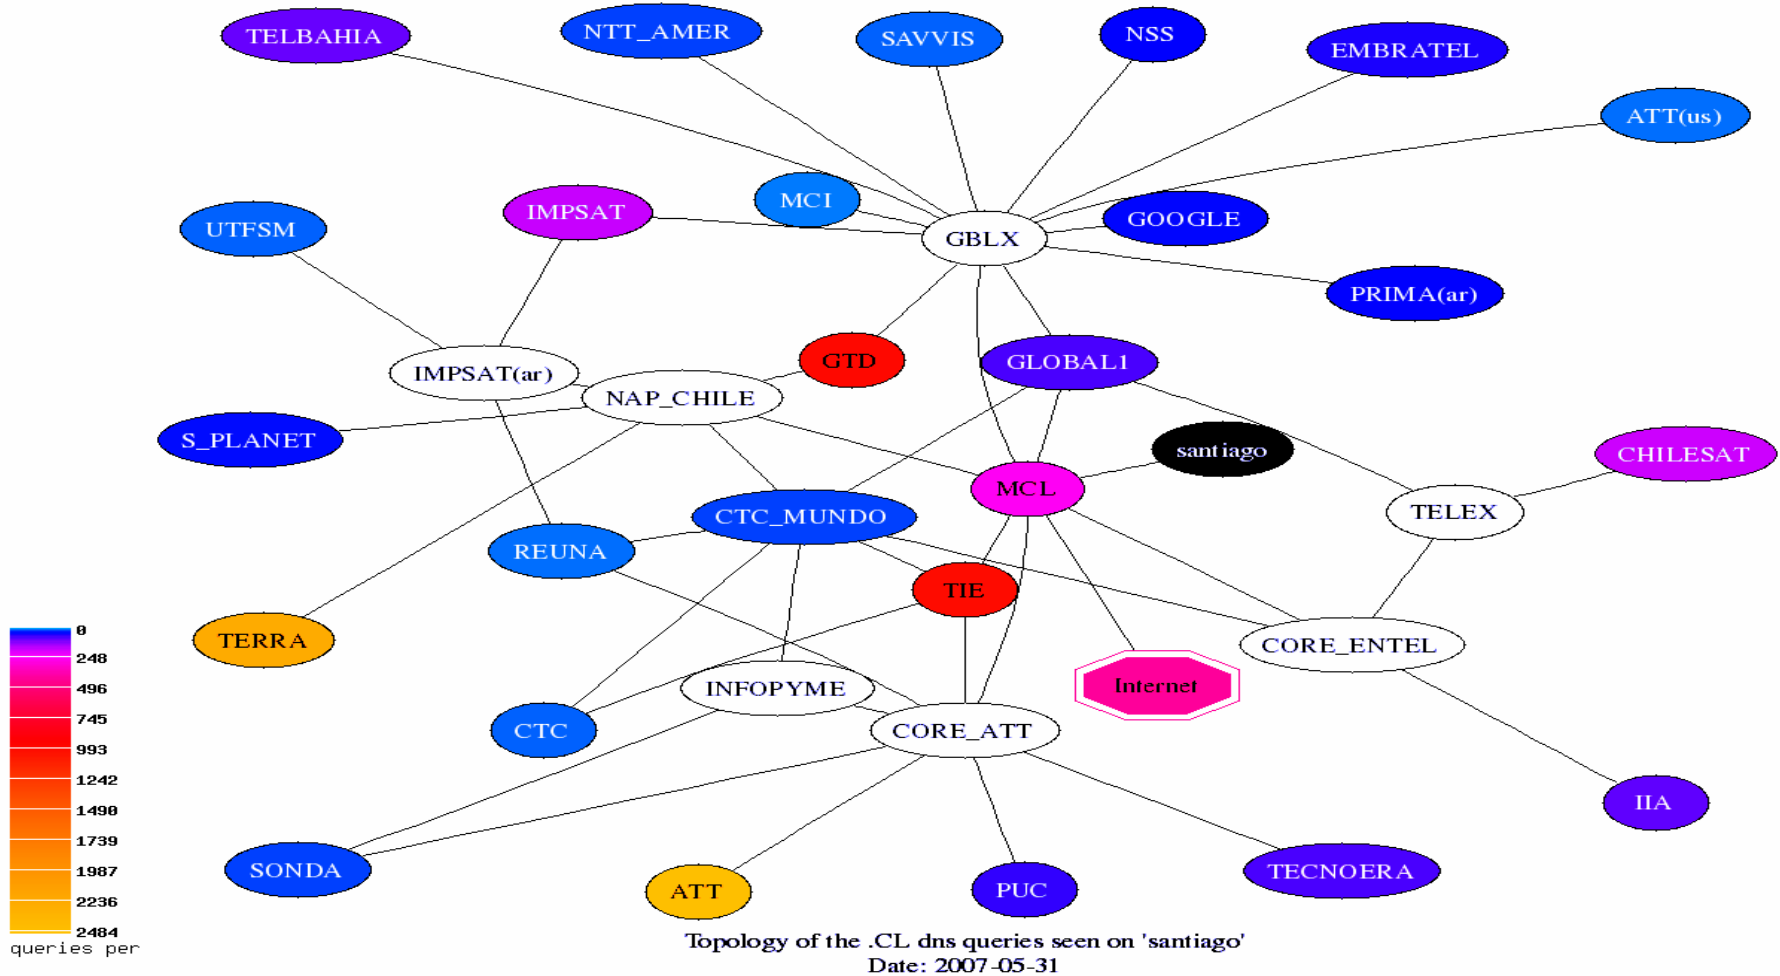 TELBAHIA
NTT_AMER
SAVVIS
NSS
EMBRATEL
ATT(us)
UTFSM
IMPSAT
MCI
GBLX
GOOGLE
PRIMA(ar)
IMPSAT(ar)
NAP_CHILE
GTD
GLOBAL1
S_PLANET
santiago
CHILESAT
MCL
TELEX
CTC_MUNDO
REUNA
TIE
TERRA
CORE_ENTEL
INFOPYME
Internet
CTC
CORE_ATT
IIA
SONDA
ATT
PUC
TECNOERA
0
248
496
745
993
1242
1490
1739
1987
2236
2484
queries per
Topology of the .CL dns queries seen on 'santiago'
Date: 2007-05-31